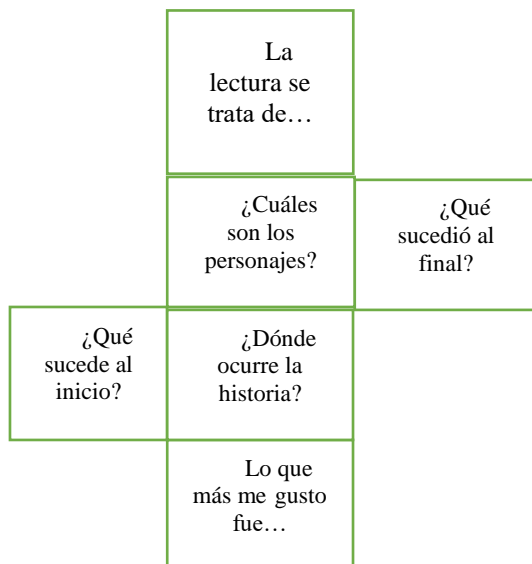 La
lectura se
trata de…
¿Cuáles
son los
personajes?
¿Qué
sucedió al
final?
¿Qué
sucede al
inicio?
¿Dónde
ocurre la
historia?
Lo que
más me gusto
fue…